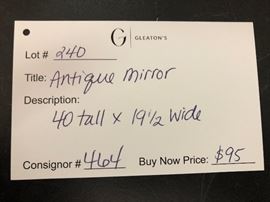 G | GLEATON'S
Lot # 240
Title: Antique mirror
Description:
40 tall x 19 1/2 wide
Consignor # 464 Buy Now Price: $95